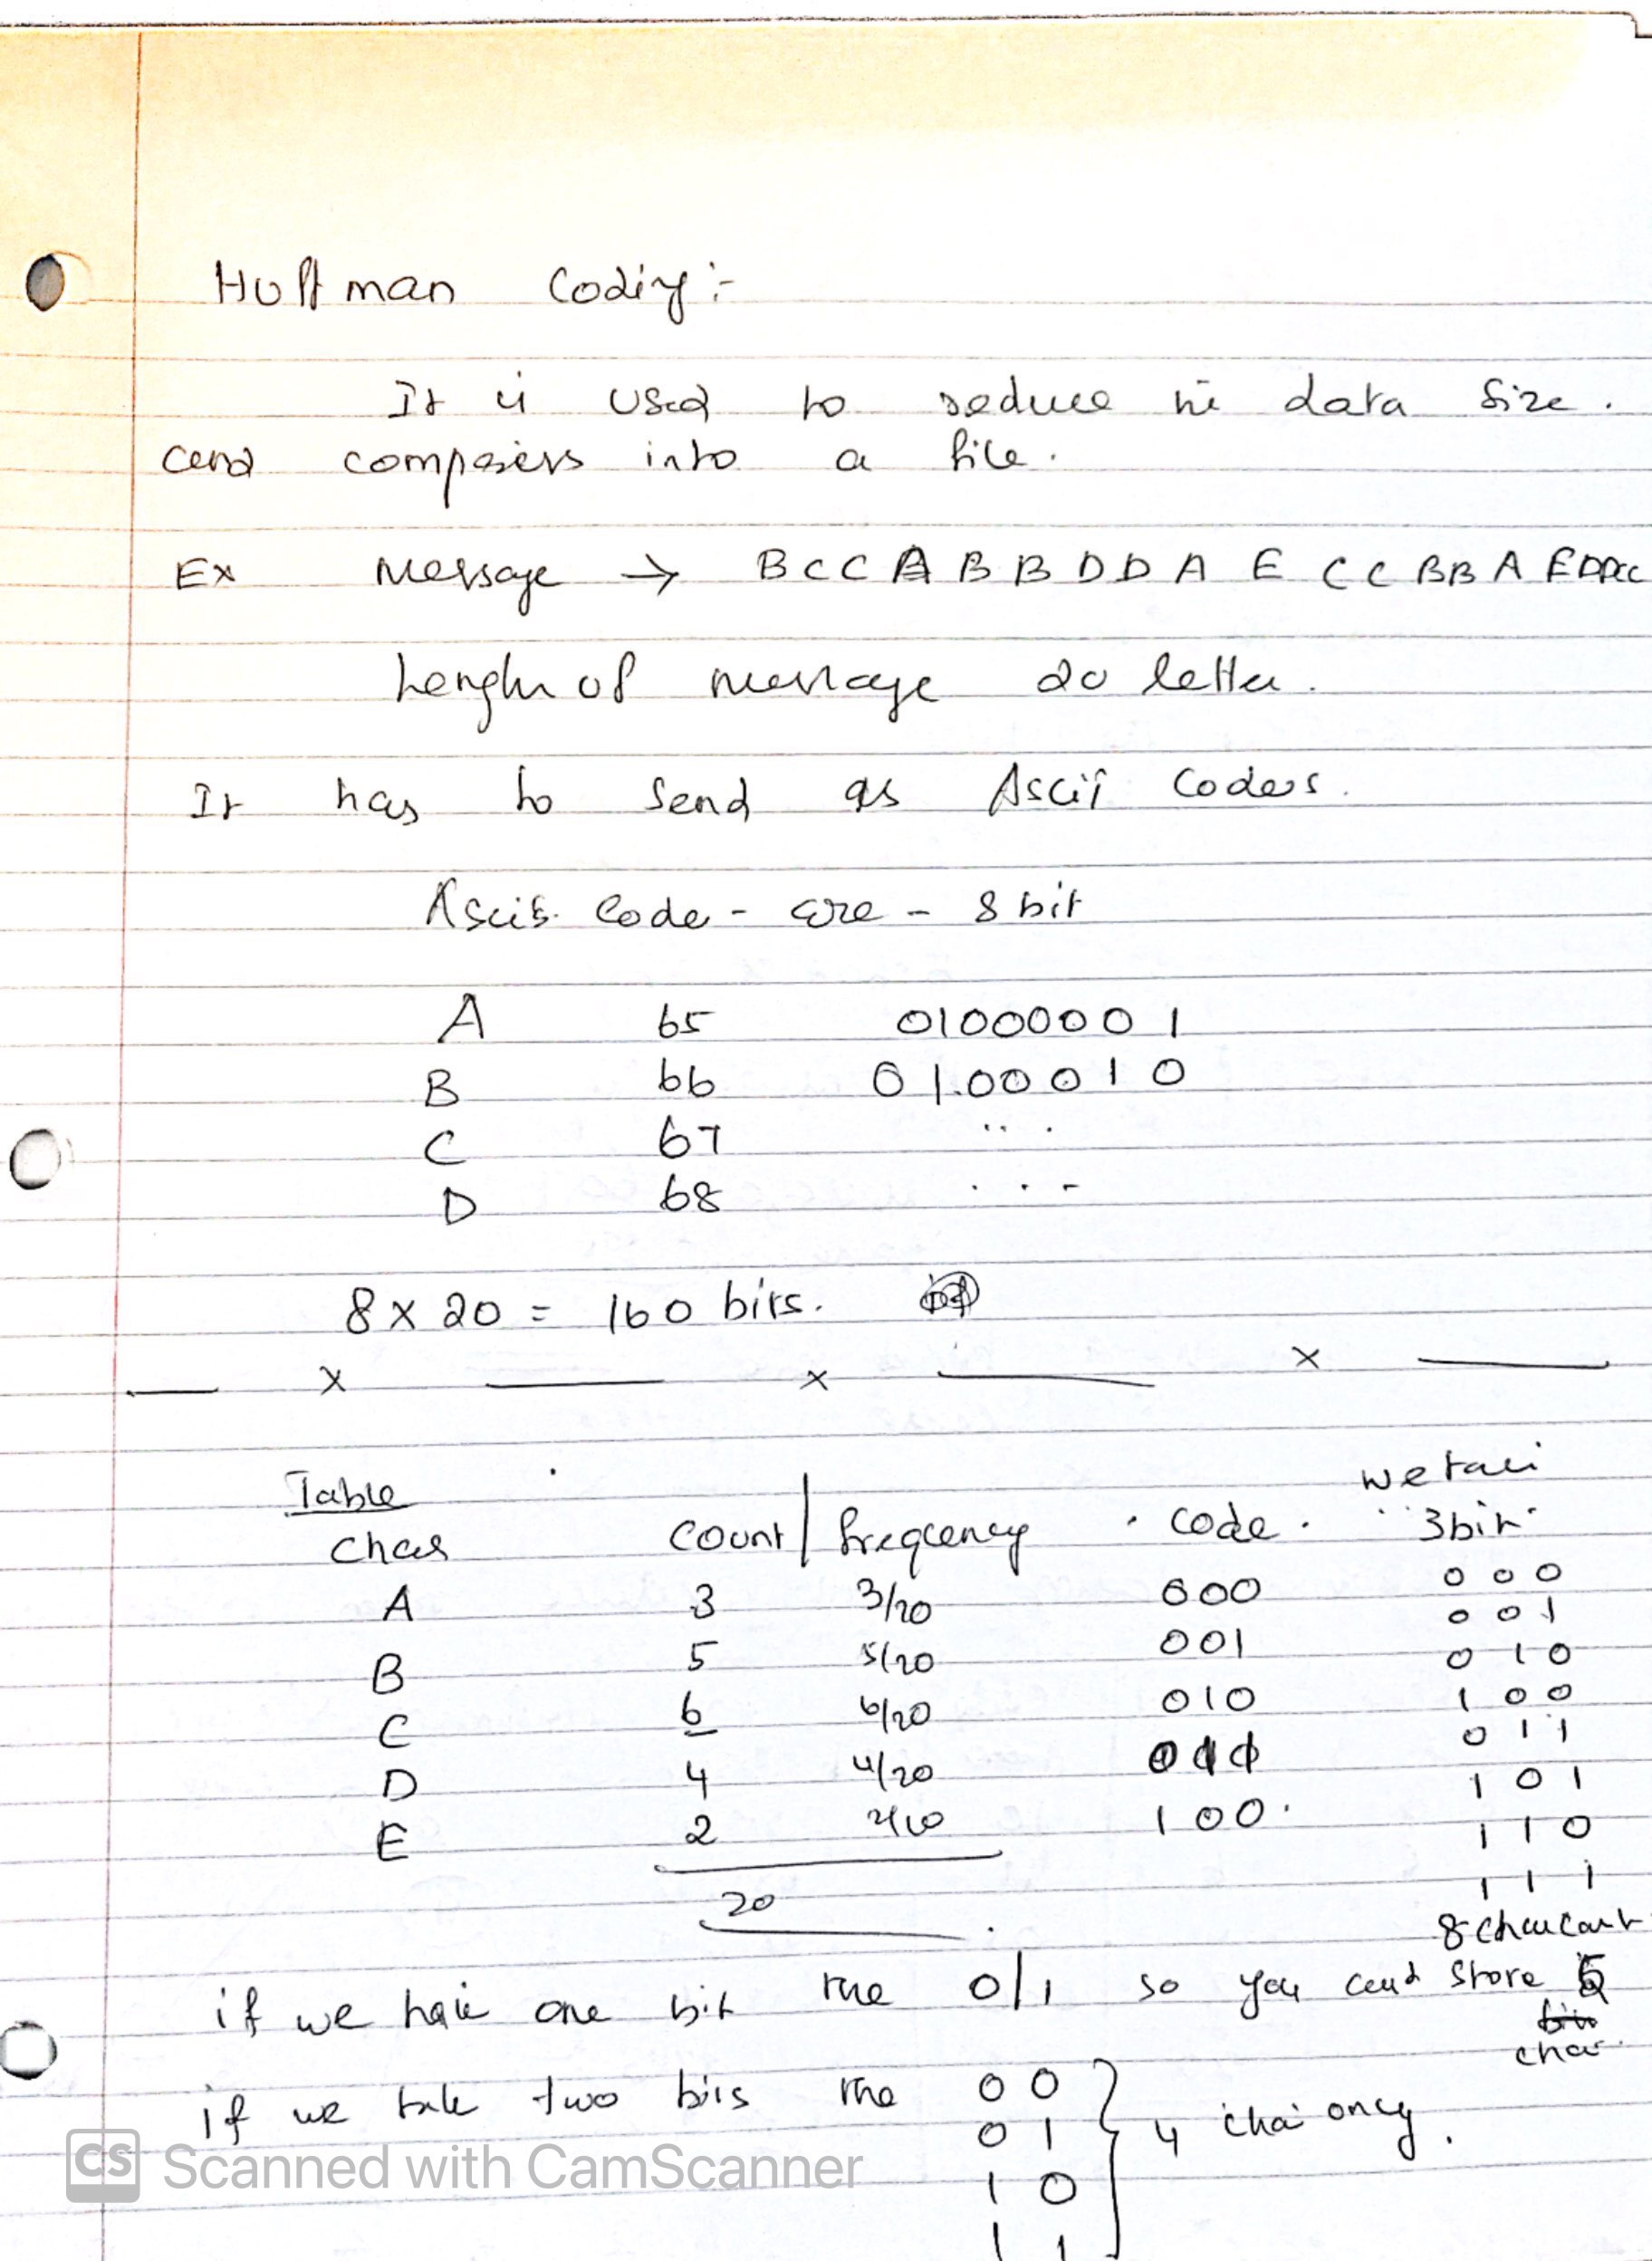 Huffman Coding :-
It is used to reduce the data size.
and compress into a file.
Ex Message → BCCABBDDAECCBBAEDDCC
Length of message 20 letter.
It has to send as Ascii Coders.
Ascii Code - are - 8 bit
A 65 01000001
B 66 01000010
C 67 ...
D 68 ...
8 x 20 = 160 bits.
x x x
Table
Char Count | frequency . Code . we take 3 bit
A 3 3/20 000 000
B 5 5/20 001 001
C 6 6/20 010 010
D 4 4/20 011 100
E 2 2/20 100. 011
20 101
110
111
8 char
if we have one bit the 0/1 so you store
char.
if we take two bits the 00
01 4 char only.
10
11
CS Scanned with CamScanner